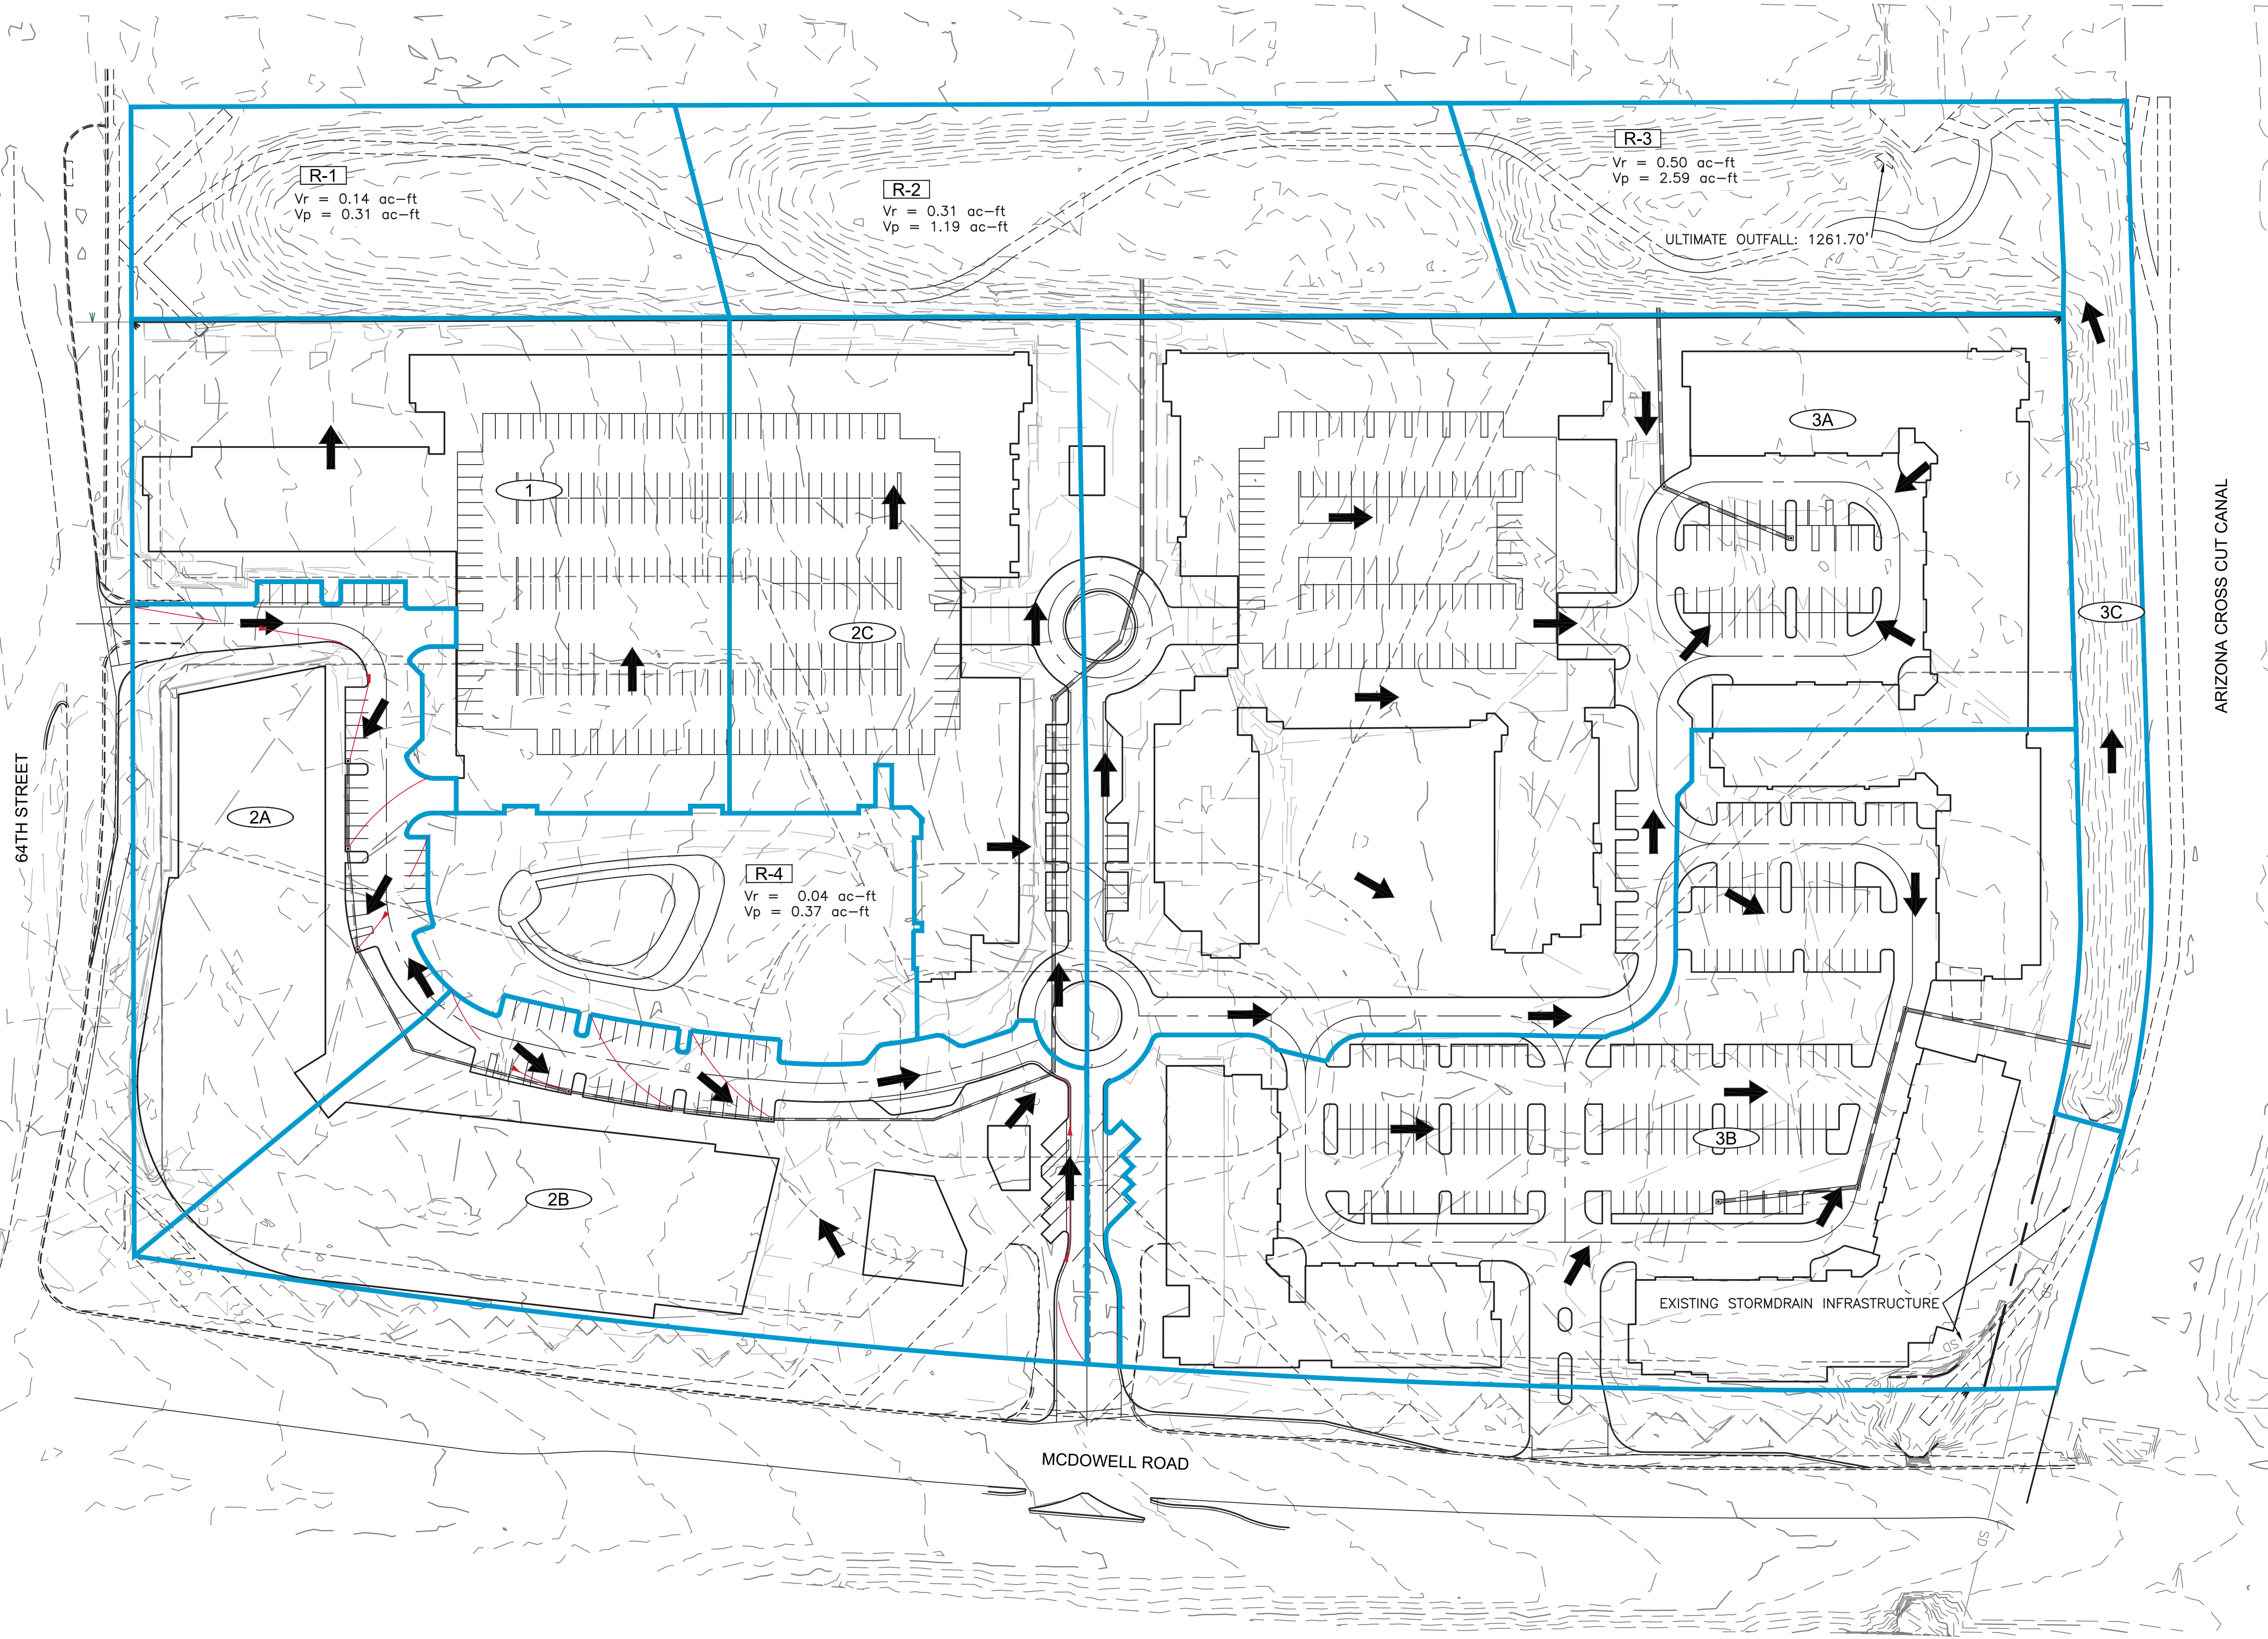 R-1
Vr = 0.14 ac-ft
Vp = 0.31 ac-ft
R-2
Vr = 0.31 ac-ft
Vp = 1.19 ac-ft
R-3
Vr = 0.50 ac-ft
Vp = 2.59 ac-ft
ULTIMATE OUTFALL: 1261.70'
3A
1
2C
3C
ARIZONA CROSS CUT CANAL
64TH STREET
2A
R-4
Vr = 0.04 ac-ft
Vp = 0.37 ac-ft
3B
2B
EXISTING STORMDRAIN INFRASTRUCTURE
SD
SD
MCDOWELL ROAD
SD